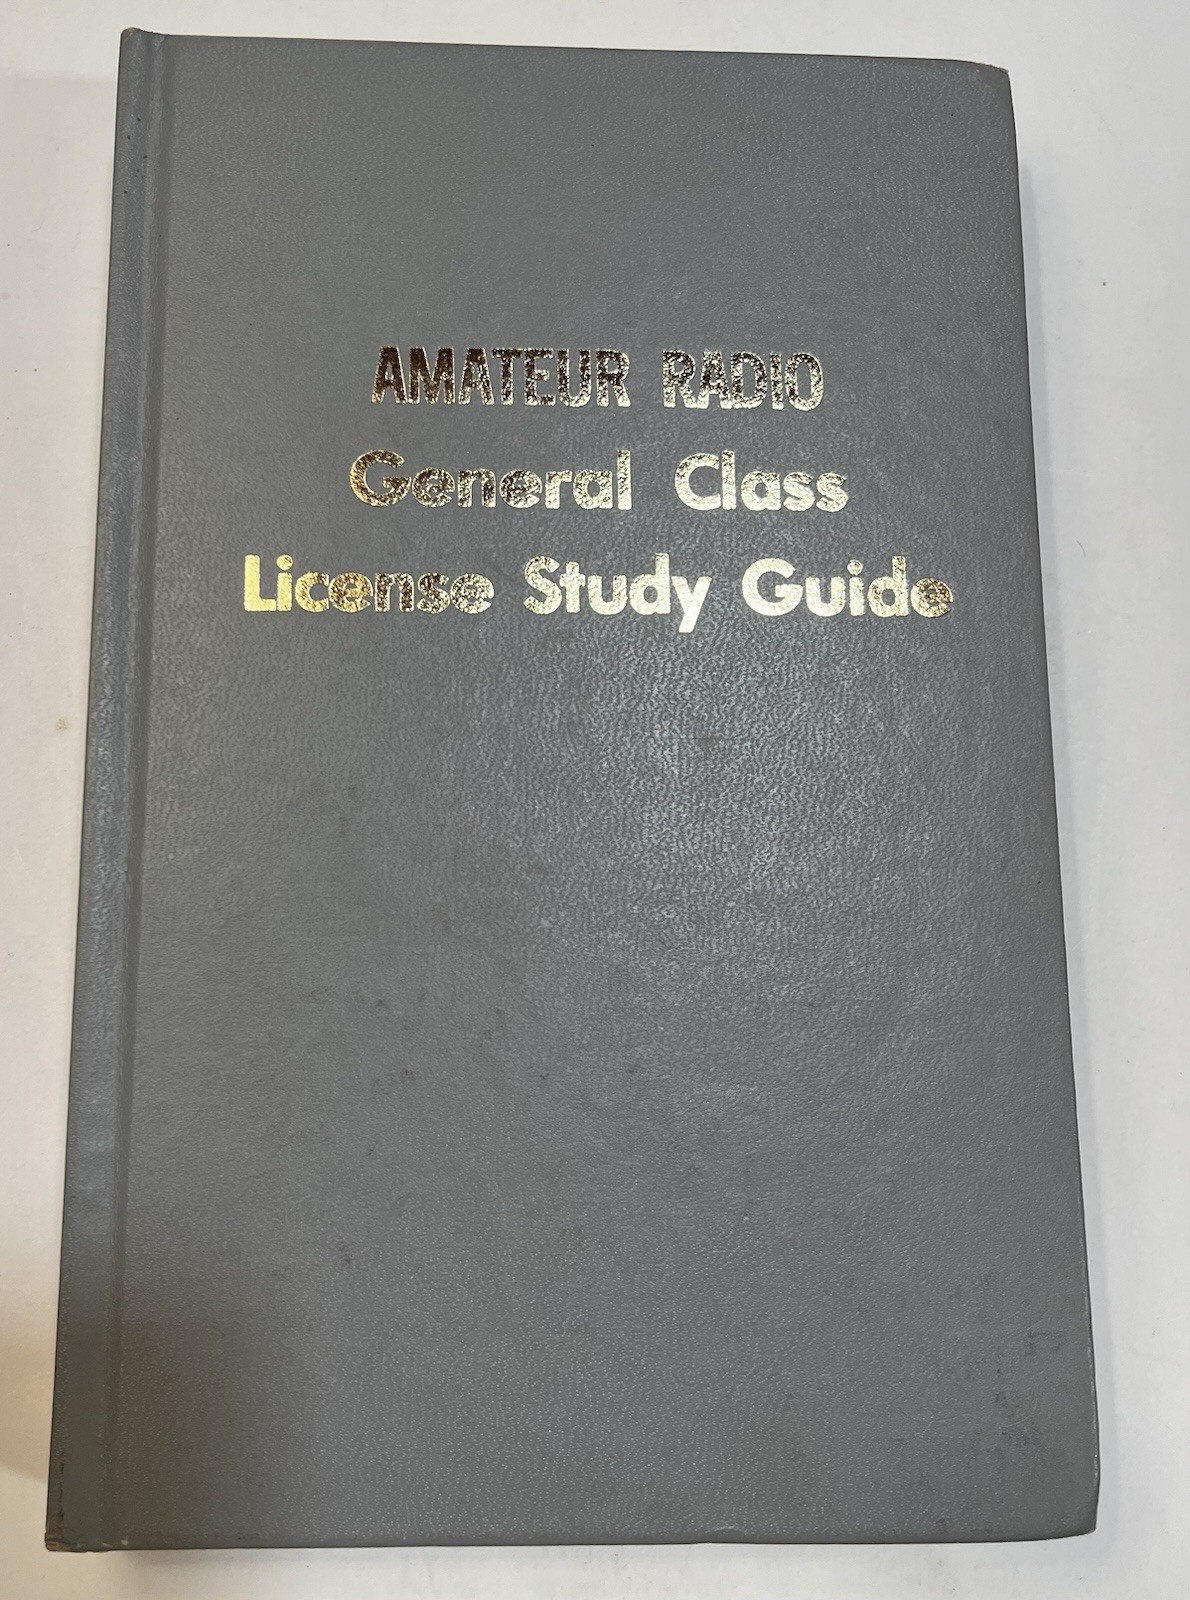 AMATEUR RADIO
General Class
License Study Guide